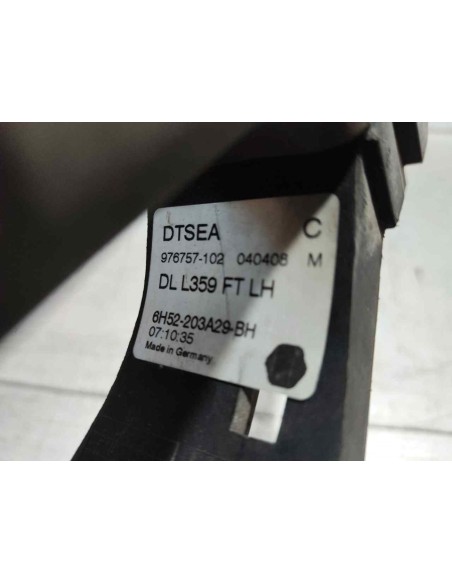 DTSEA C
976757-102 040408 M
DL L359 FT LH
6H52-203A29-BH
07:10:35
Made in Germany